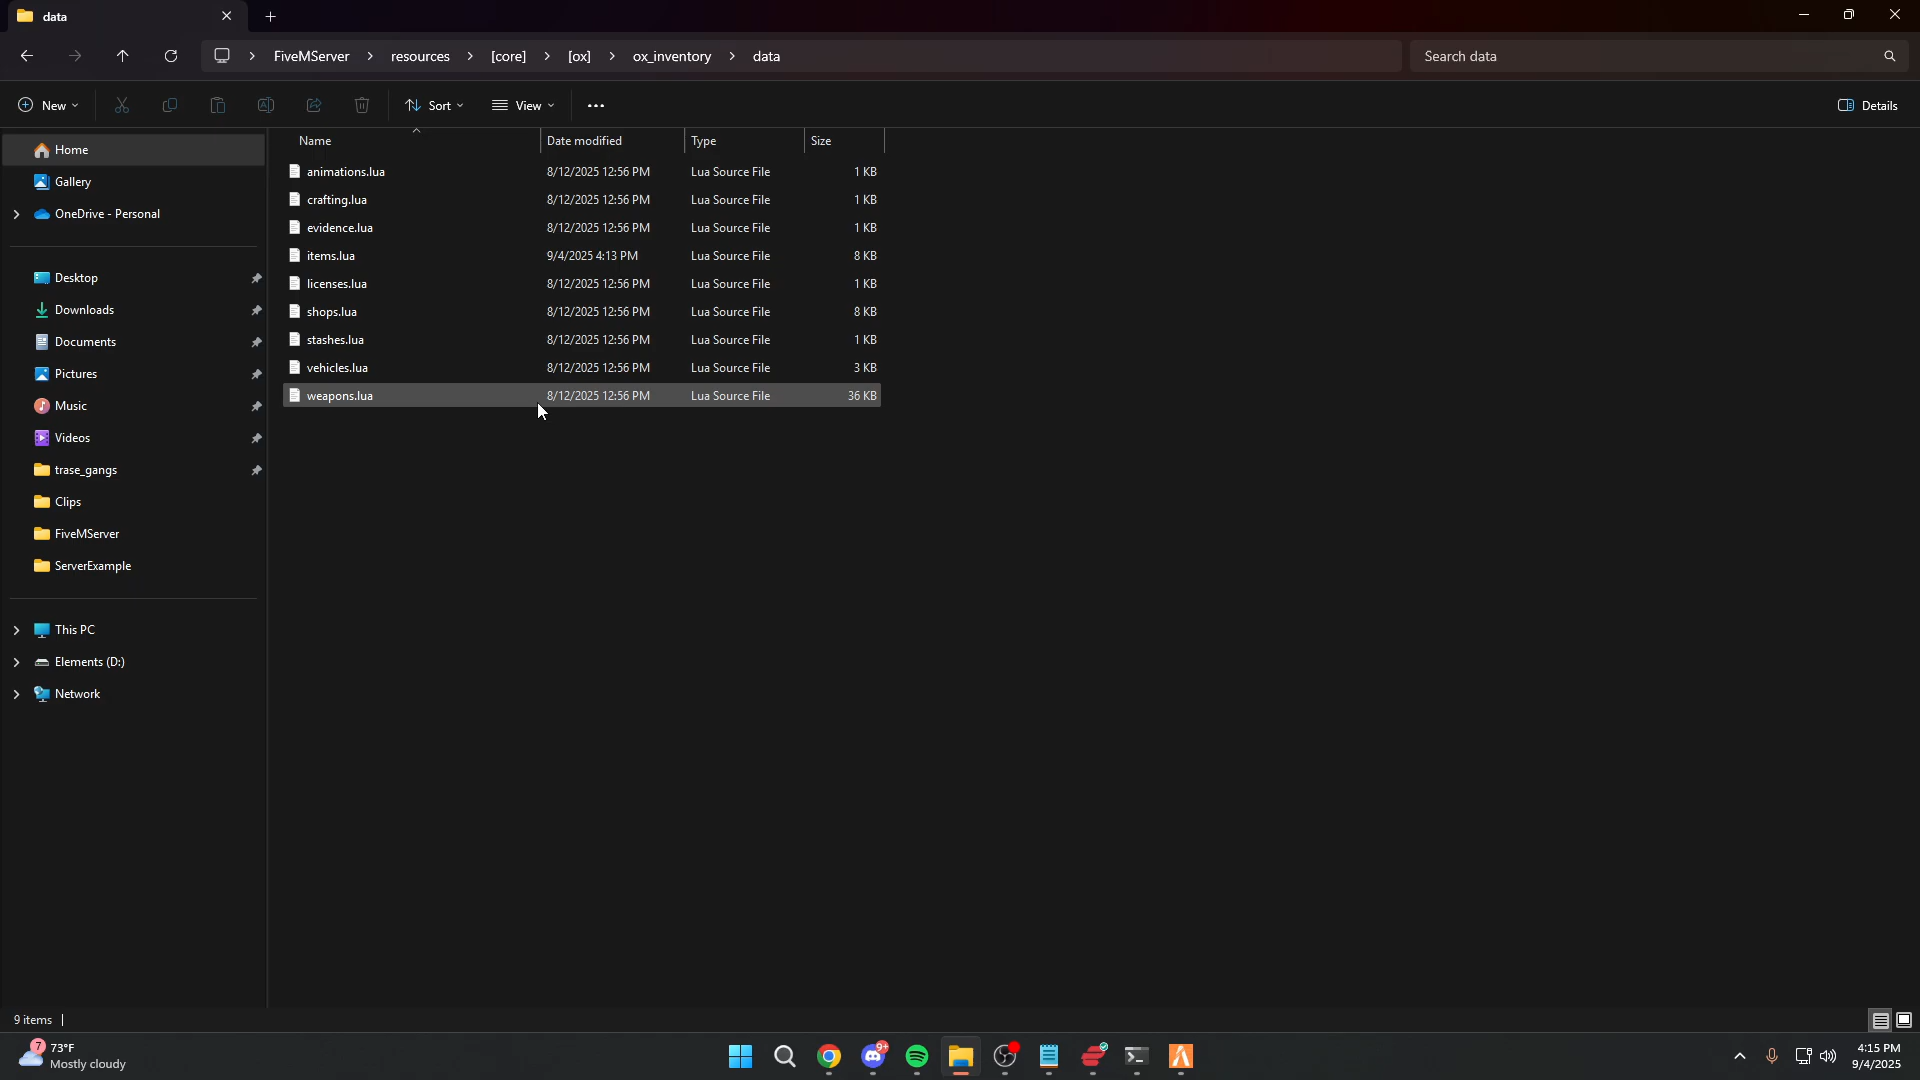 data
FiveMServer > resources > [core] > [ox] > ox_inventory > data
Search data
New
Sort
View
Details
Name Date modified Type Size
Home
Gallery
OneDrive - Personal
Desktop
Downloads
Documents
Pictures
Music
Videos
trase_gangs
Clips
FiveMServer
ServerExample
This PC
Elements (D:)
Network
animations.lua 8/12/2025 12:56 PM Lua Source File 1 KB
crafting.lua 8/12/2025 12:56 PM Lua Source File 1 KB
evidence.lua 8/12/2025 12:56 PM Lua Source File 1 KB
items.lua 9/4/2025 4:13 PM Lua Source File 8 KB
licenses.lua 8/12/2025 12:56 PM Lua Source File 1 KB
shops.lua 8/12/2025 12:56 PM Lua Source File 8 KB
stashes.lua 8/12/2025 12:56 PM Lua Source File 1 KB
vehicles.lua 8/12/2025 12:56 PM Lua Source File 3 KB
weapons.lua 8/12/2025 12:56 PM Lua Source File 36 KB
9 items
7
73°F
Mostly cloudy
9+
4:15 PM
9/4/2025